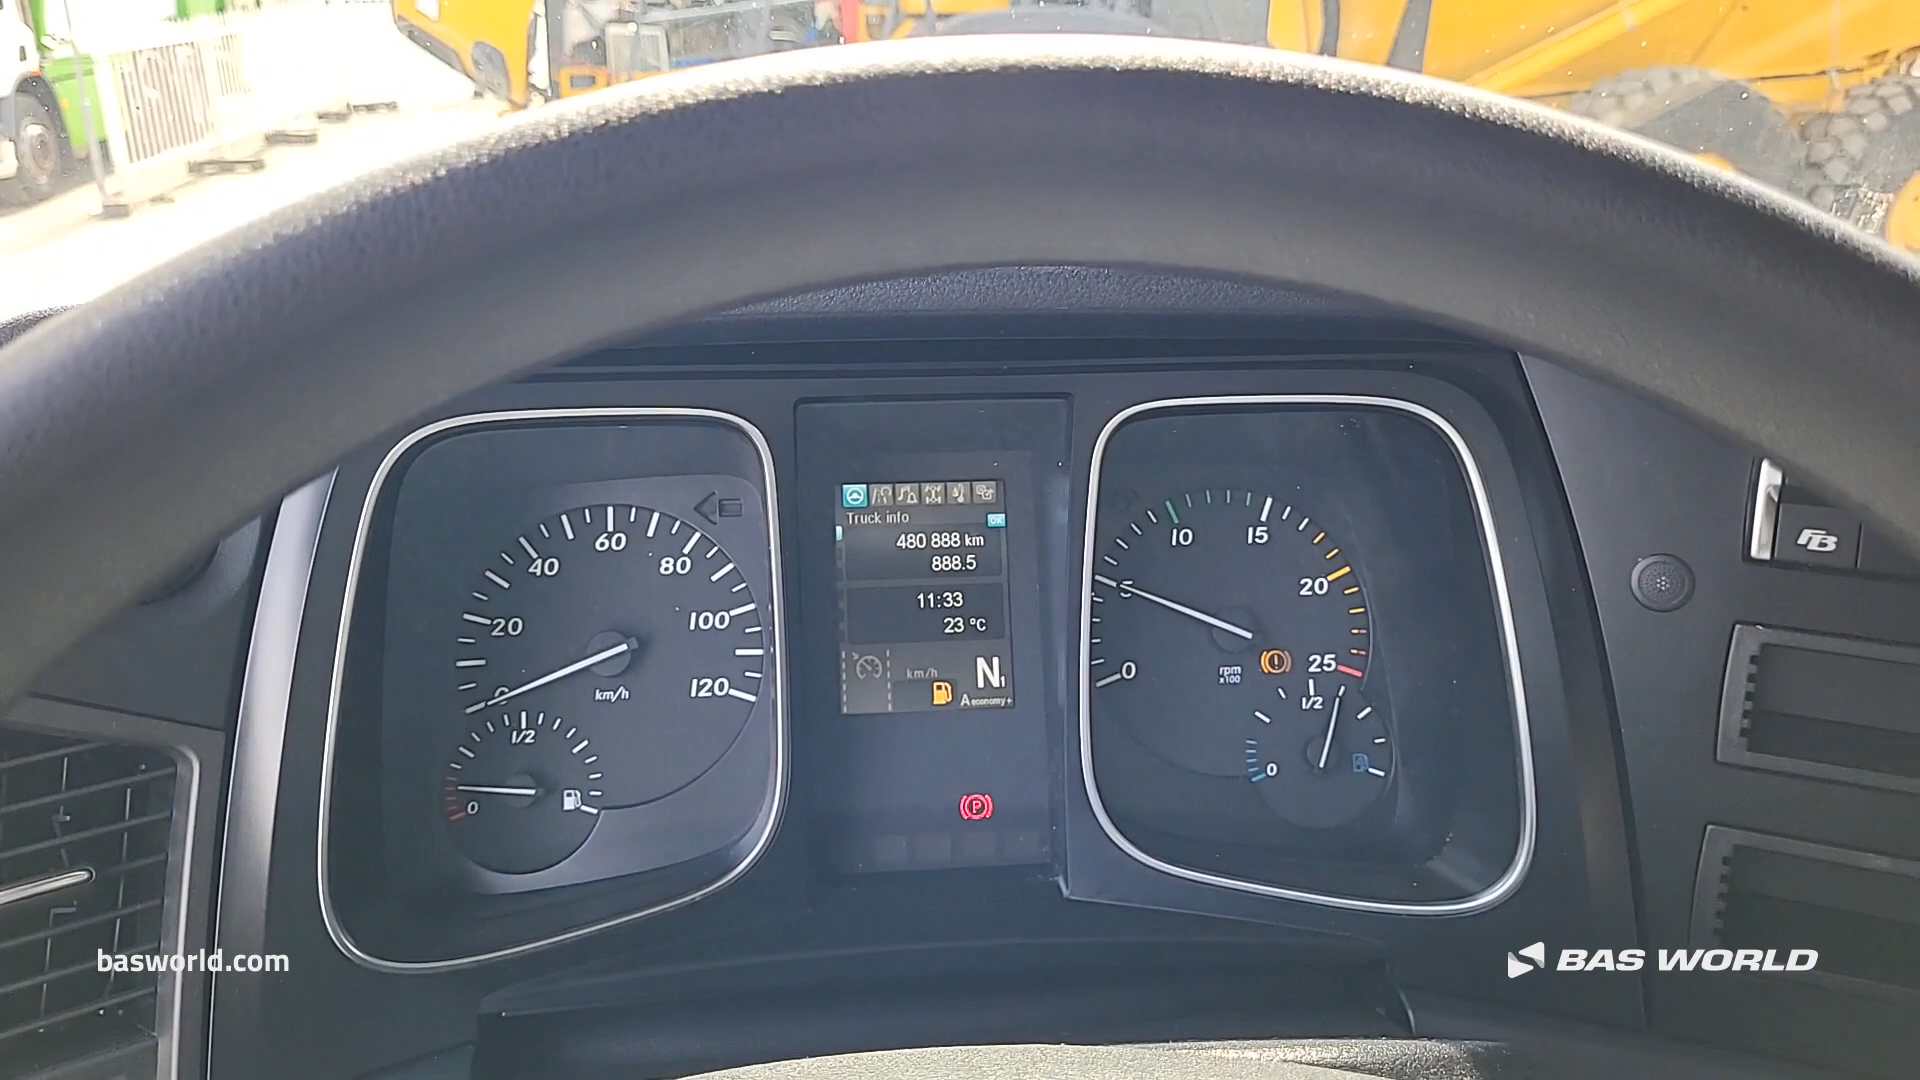 Truck info
OK
480 888 km
888.5
11:33
23 °C
km/h
N1
A economy+
0
20
40
60
80
100
120
km/h
1/2
0
0
5
10
15
20
25
rpm
x100
1/2
0
P
basworld.com
BAS WORLD